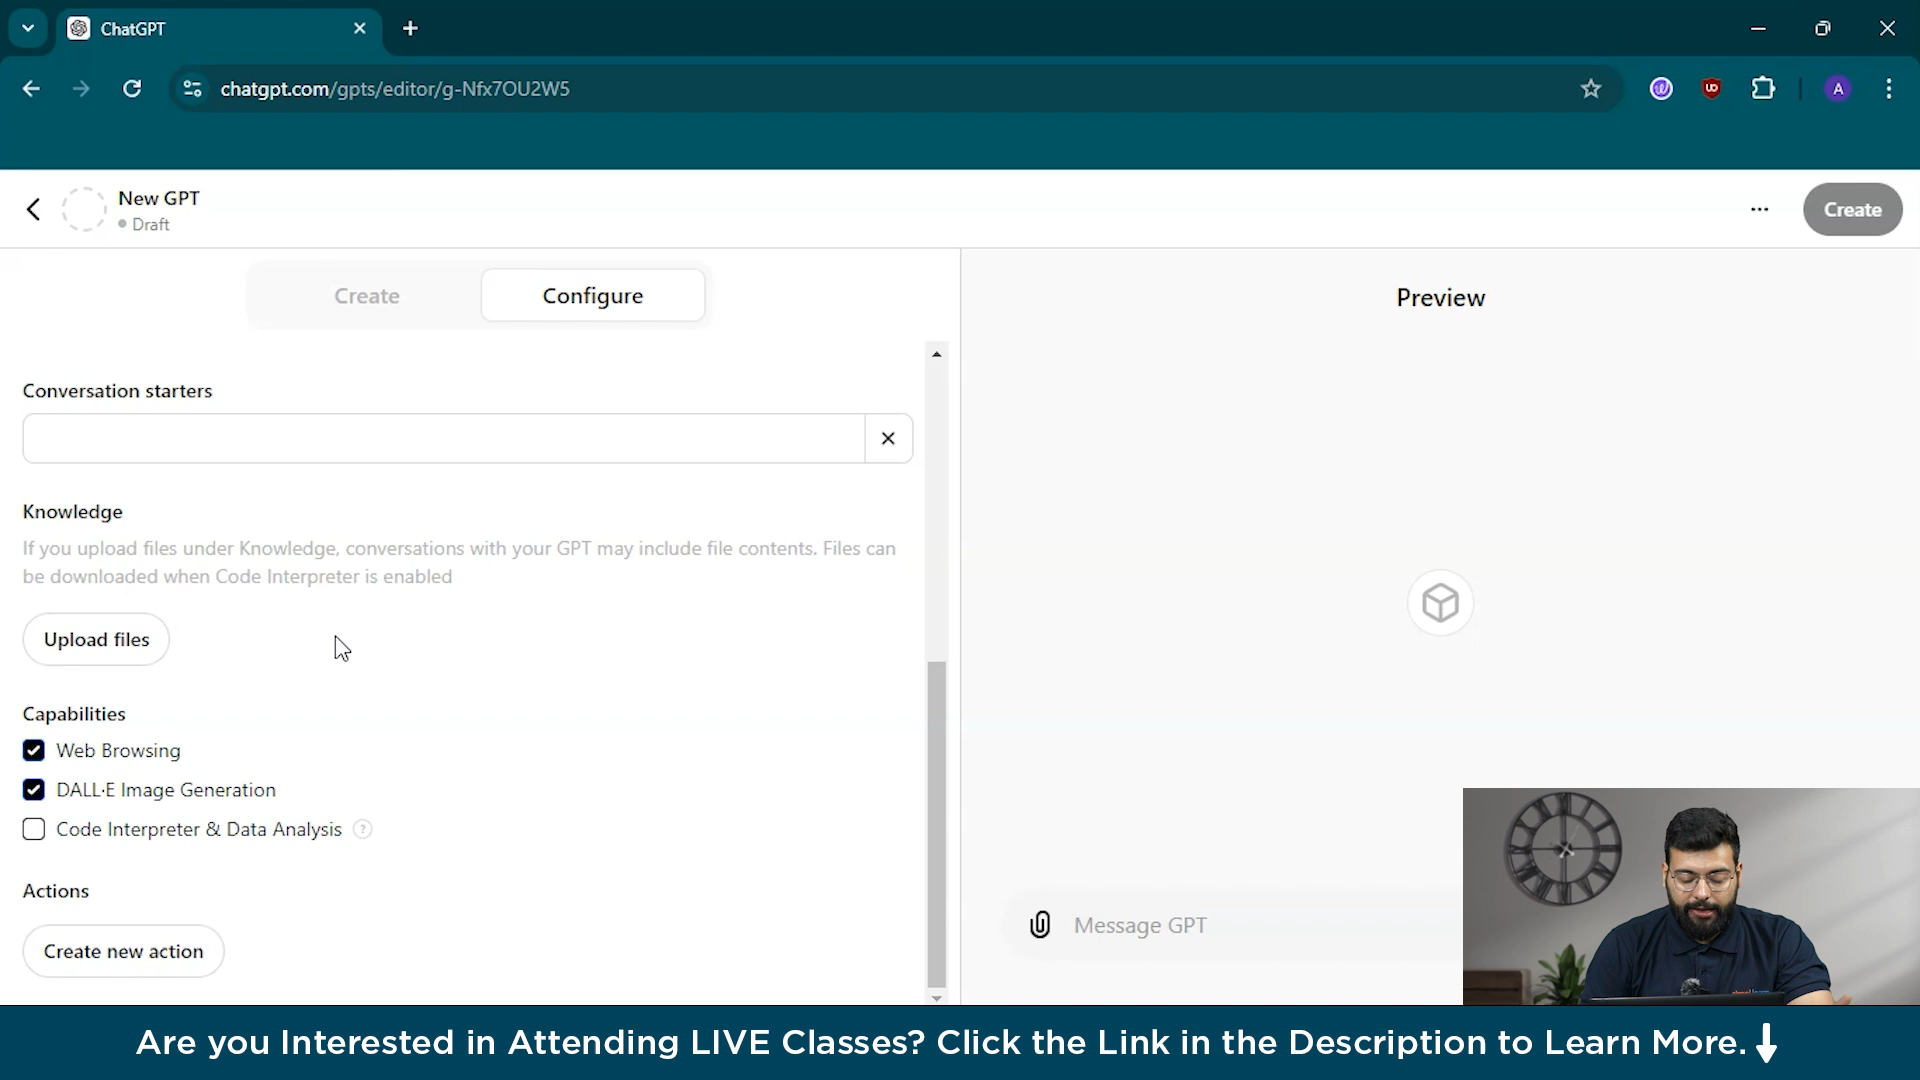 ChatGPT
chatgpt.com/gpts/editor/g-Nfx7OU2W5
UD
A
New GPT
Draft
Create
Create
Configure
Preview
Conversation starters
Knowledge
If you upload files under Knowledge, conversations with your GPT may include file contents. Files can
be downloaded when Code Interpreter is enabled
Upload files
Capabilities
Web Browsing
DALL·E Image Generation
Code Interpreter & Data Analysis ?
Actions
Create new action
Message GPT
Are you Interested in Attending LIVE Classes? Click the Link in the Description to Learn More.